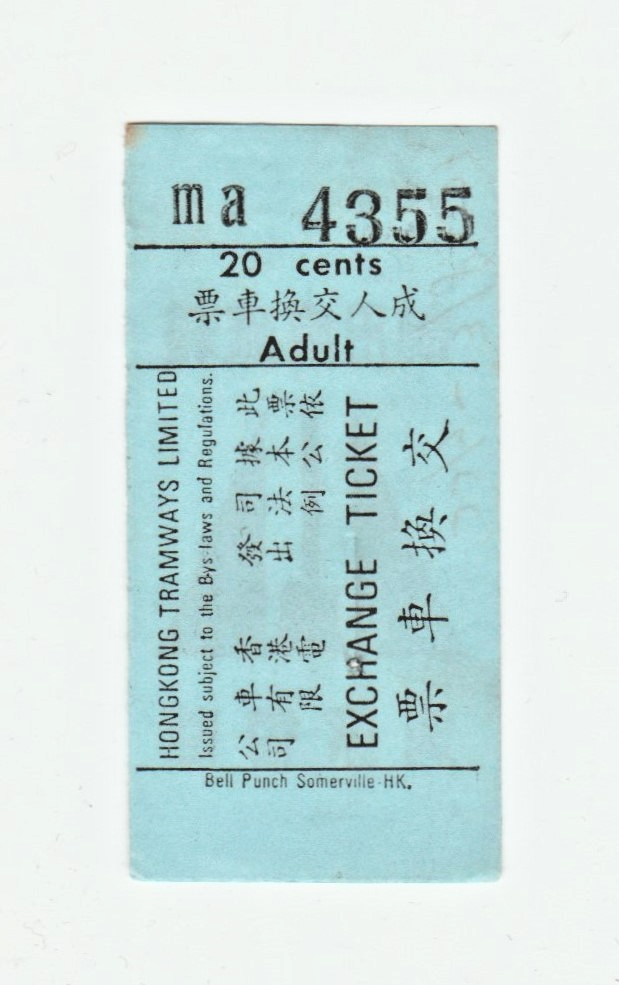 ma 4355
20 cents
成人交換車票
Adult
HONGKONG TRAMWAYS LIMITED
Issued subject to the Bys-laws and Regulations.
此票依
據本公
司法例
發出
香港電
車有限
公司
EXCHANGE TICKET
交換車票
Bell Punch Somerville-HK.